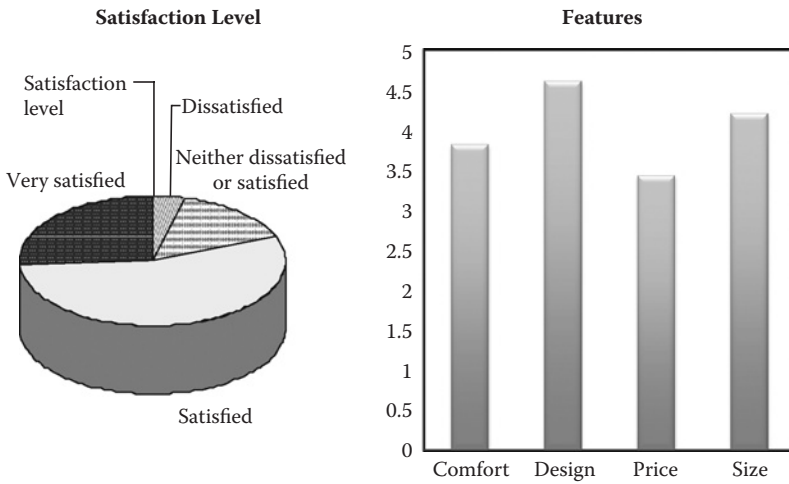 Satisfaction Level
Satisfaction
level
Dissatisfied
Neither dissatisfied
or satisfied
Very satisfied
Satisfied
Features
5
4.5
4
3.5
3
2.5
2
1.5
1
0.5
0
Comfort Design Price Size